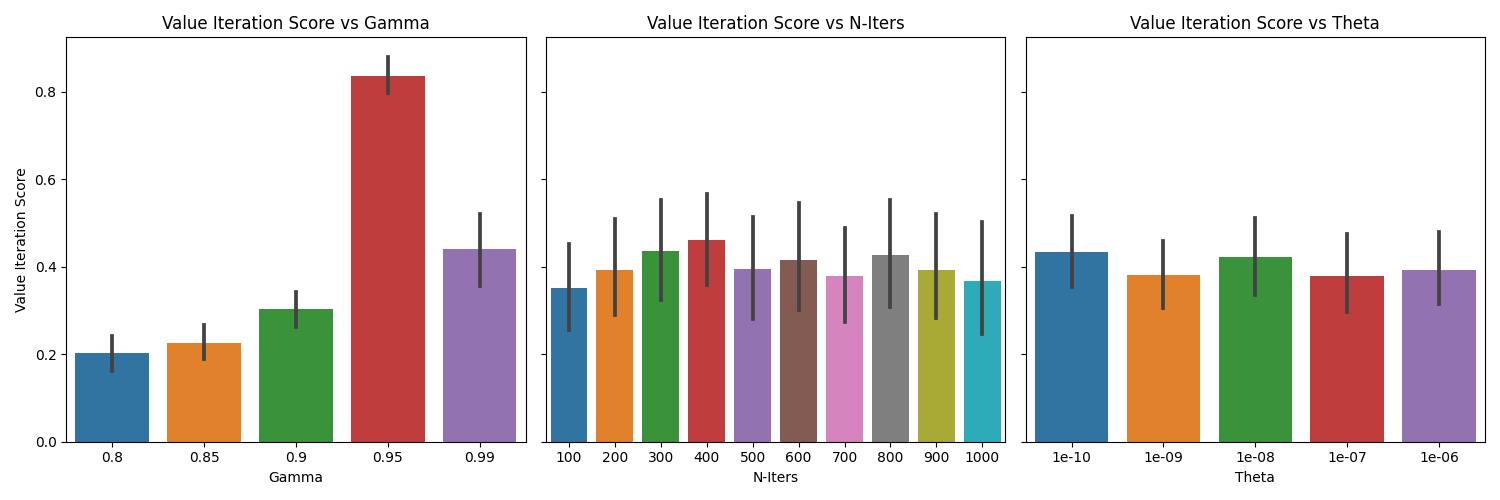 Value Iteration Score vs Gamma
Value Iteration Score vs N-Iters
Value Iteration Score vs Theta
Value Iteration Score
0.8
0.6
0.4
0.2
0.0
0.8 0.85 0.9 0.95 0.99
100 200 300 400 500 600 700 800 900 1000
1e-10 1e-09 1e-08 1e-07 1e-06
Gamma
N-Iters
Theta